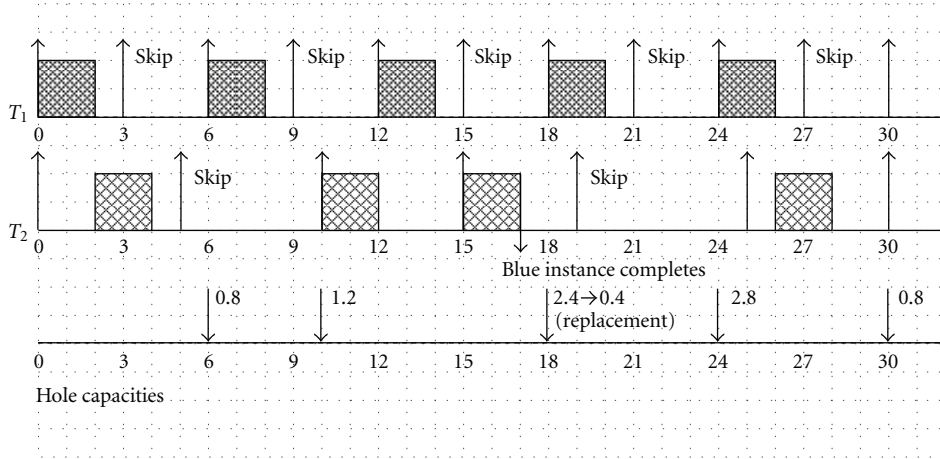 Skip Skip Skip Skip Skip
T1
0 3 6 9 12 15 18 21 24 27 30
Skip Skip
T2
0 3 6 9 12 15 18 21 24 27 30
Blue instance completes
0.8 1.2 2.4→0.4 2.8 0.8
(replacement)
0 3 6 9 12 15 18 21 24 27 30
Hole capacities